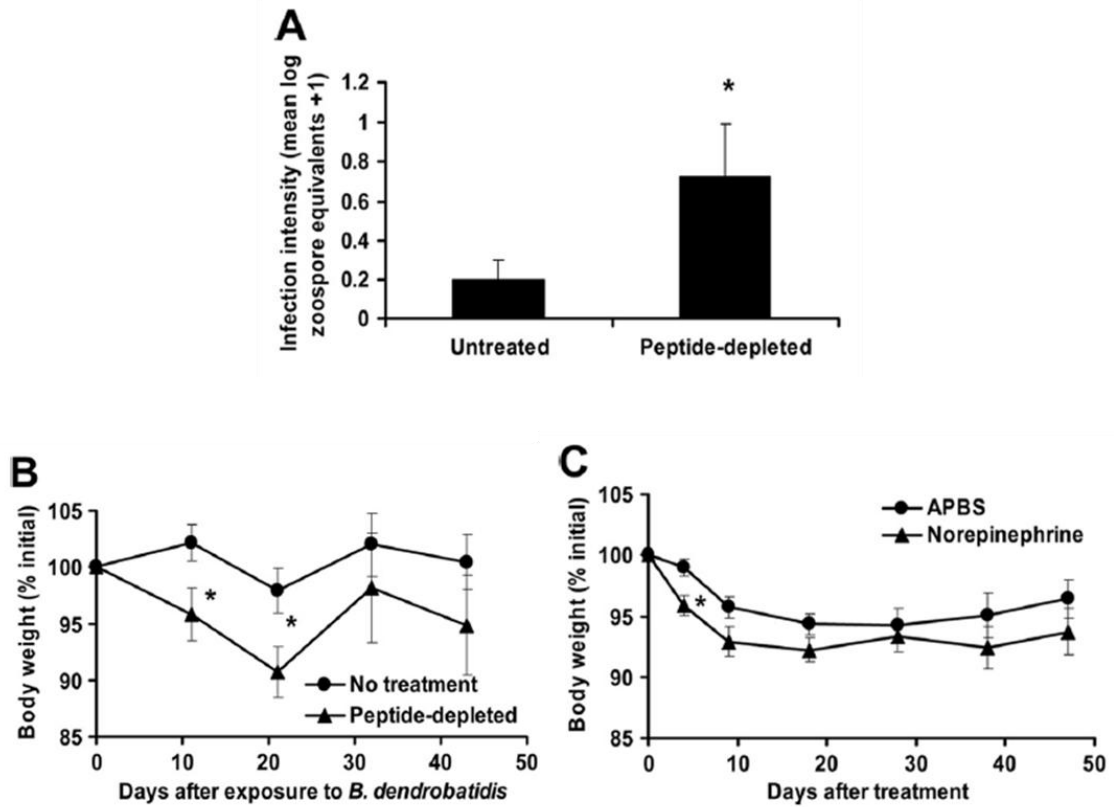 A
Infection intensity (mean log
zoospore equivalents +1)
1.2
1
0.8
0.6
0.4
0.2
0
*
Untreated
Peptide-depleted
B
Body weight (% initial)
105
100
95
90
85
*
*
No treatment
Peptide-depleted
0 10 20 30 40 50
Days after exposure to B. dendrobatidis
C
Body weight (% initial)
105
100
95
90
85
APBS
Norepinephrine
*
0 10 20 30 40 50
Days after treatment